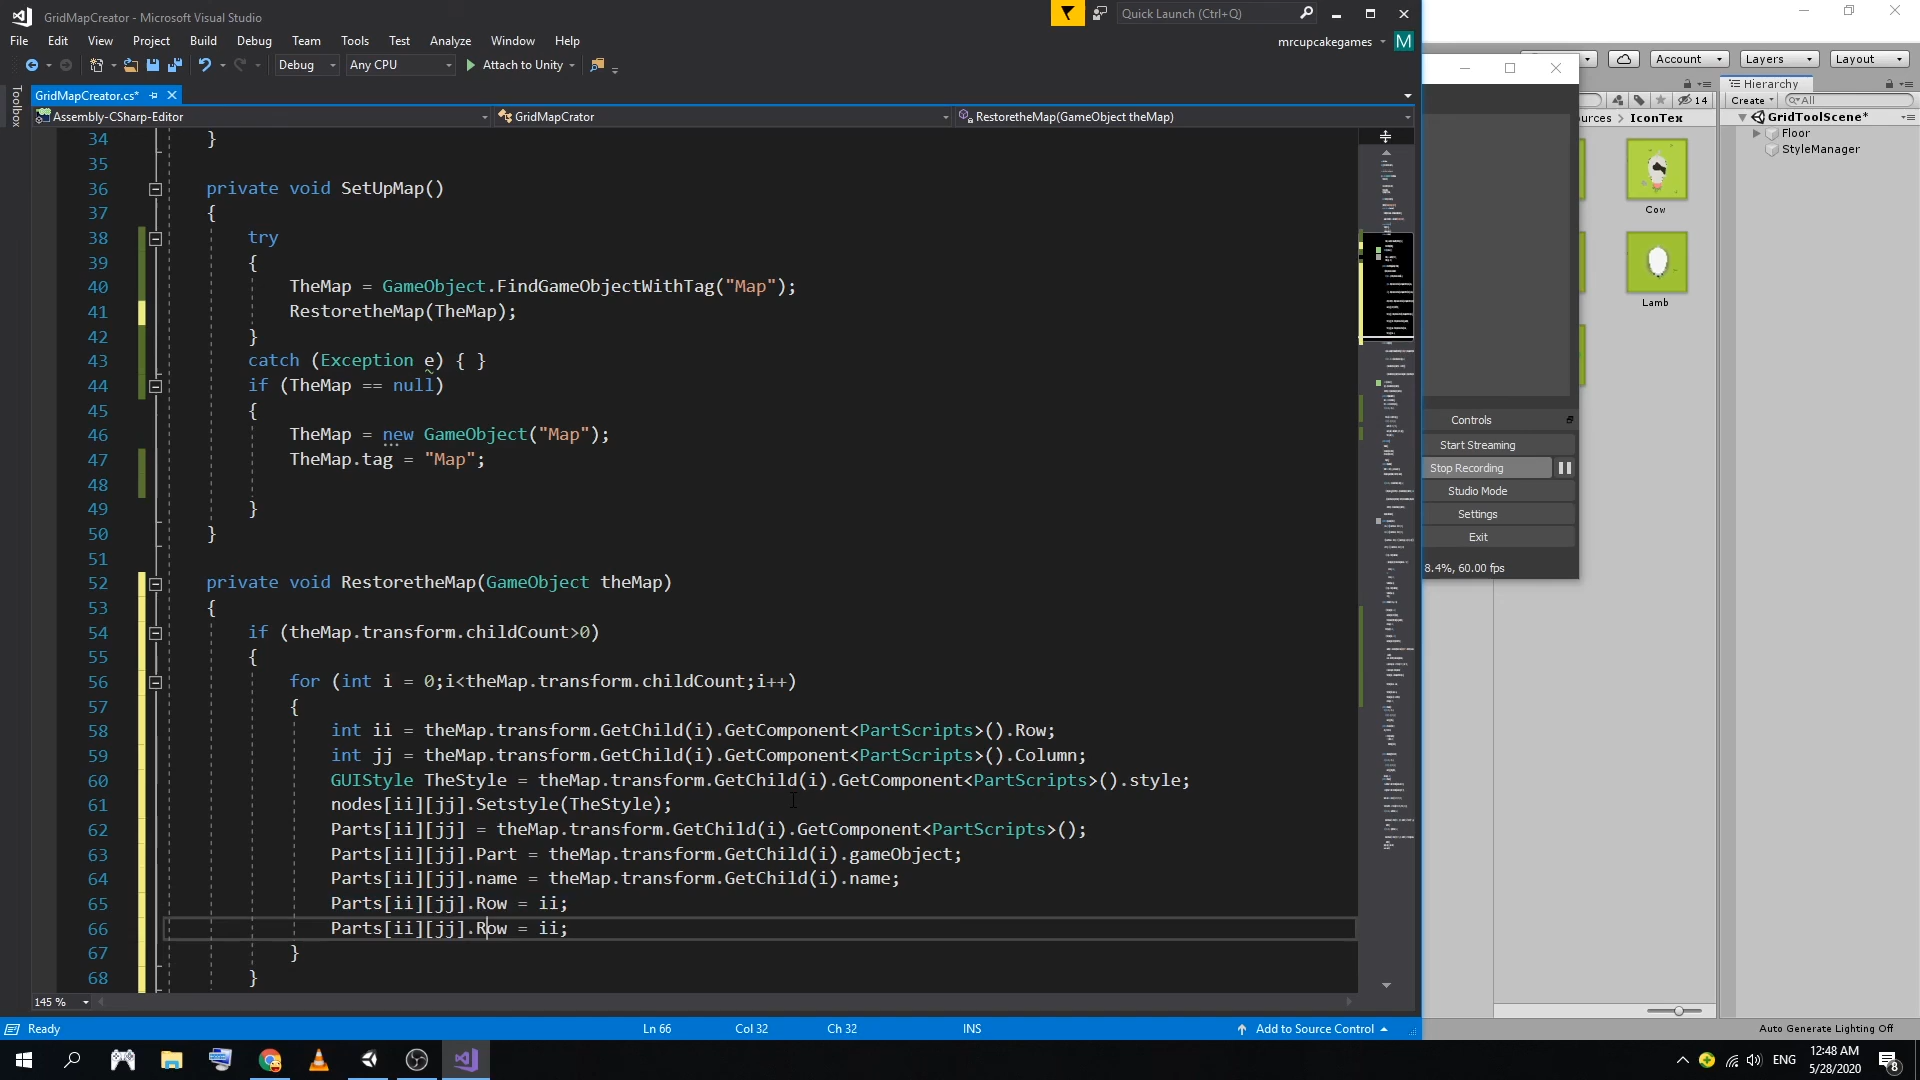 GridMapCreator - Microsoft Visual Studio
Quick Launch (Ctrl+Q)
File Edit View Project Build Debug Team Tools Test Analyze Window Help
mrcupcakegames M
Debug Any CPU Attach to Unity
Account Layers Layout
Toolbox
GridMapCreator.cs*
Hierarchy
Assembly-CSharp-Editor GridMapCrator RestoretheMap(GameObject theMap)
14
Create All
ources > IconTex
GridToolScene*
Floor
StyleManager
Cow
Lamb
34 }
35
36 private void SetUpMap()
37 {
38 try
39 {
40 TheMap = GameObject.FindGameObjectWithTag("Map");
41 RestoretheMap(TheMap);
42 }
43 catch (Exception e) { }
44 if (TheMap == null)
45 {
46 TheMap = new GameObject("Map");
47 TheMap.tag = "Map";
48
49 }
50 }
51
52 private void RestoretheMap(GameObject theMap)
53 {
54 if (theMap.transform.childCount>0)
55 {
56 for (int i = 0;i<theMap.transform.childCount;i++)
57 {
58 int ii = theMap.transform.GetChild(i).GetComponent<PartScripts>().Row;
59 int jj = theMap.transform.GetChild(i).GetComponent<PartScripts>().Column;
60 GUIStyle TheStyle = theMap.transform.GetChild(i).GetComponent<PartScripts>().style;
61 nodes[ii][jj].Setstyle(TheStyle);
62 Parts[ii][jj] = theMap.transform.GetChild(i).GetComponent<PartScripts>();
63 Parts[ii][jj].Part = theMap.transform.GetChild(i).gameObject;
64 Parts[ii][jj].name = theMap.transform.GetChild(i).name;
65 Parts[ii][jj].Row = ii;
66 Parts[ii][jj].Row = ii;
67 }
68 }
Controls
Start Streaming
Stop Recording
Studio Mode
Settings
Exit
8.4%, 60.00 fps
145 %
Ready Ln 66 Col 32 Ch 32 INS Add to Source Control
Auto Generate Lighting Off
ENG
12:48 AM
5/28/2020
8